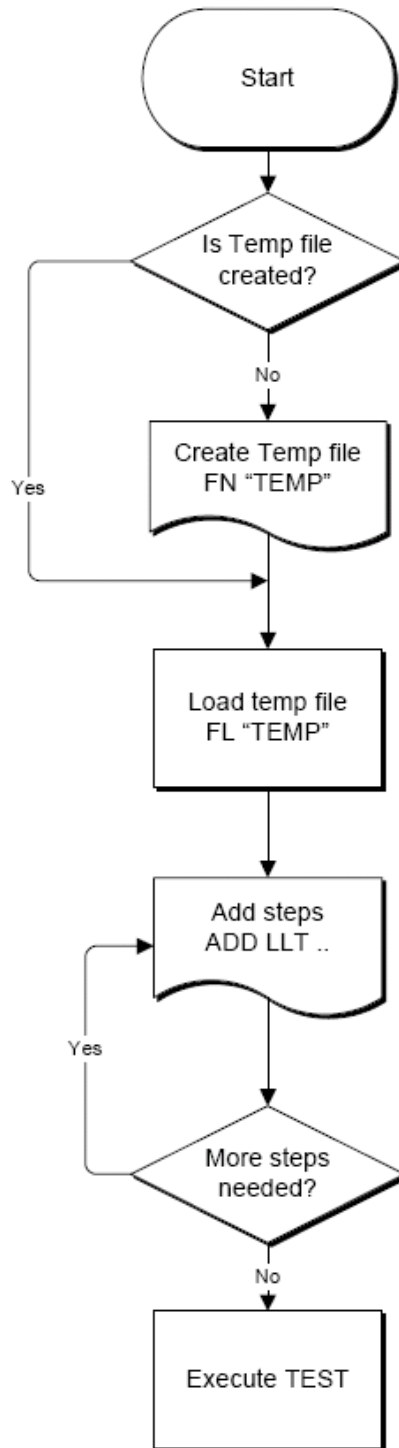 Start
Is Temp file
created?
No
Create Temp file
FN “TEMP”
Yes
Load temp file
FL “TEMP”
Add steps
ADD LLT ..
Yes
More steps
needed?
No
Execute TEST